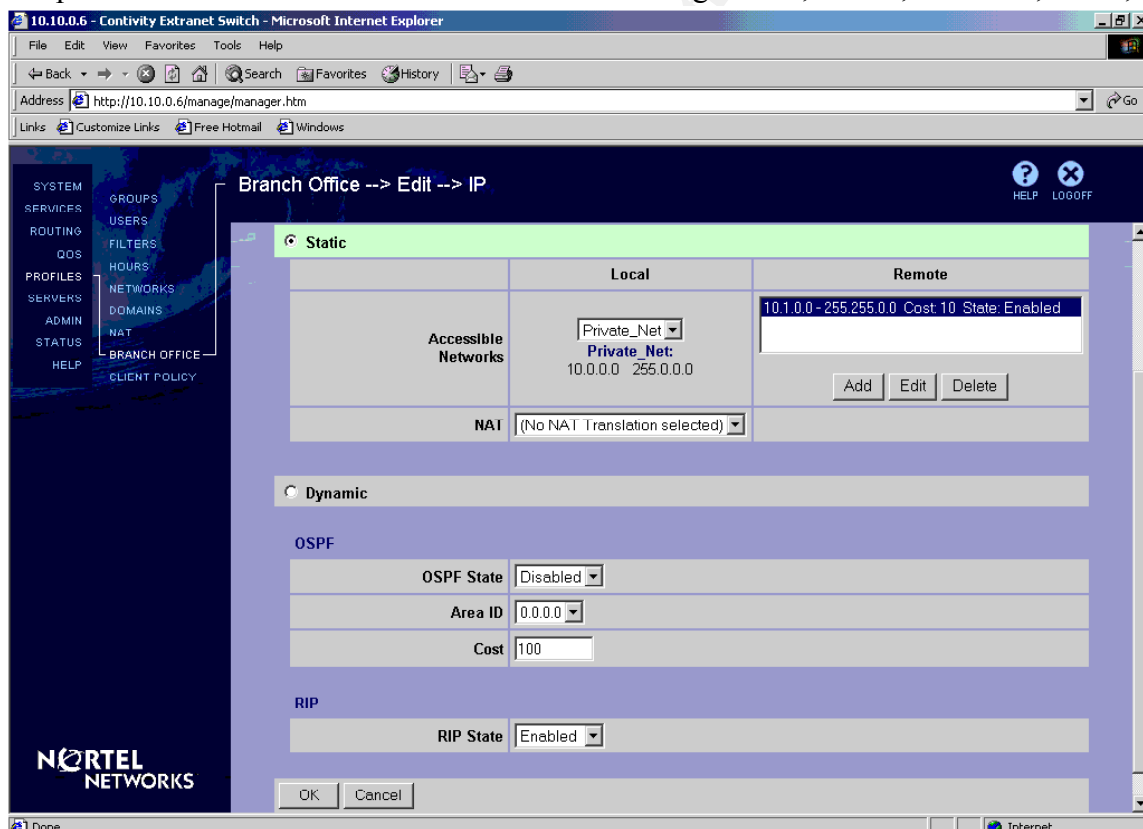 10.10.0.6 - Contivity Extranet Switch - Microsoft Internet Explorer
File Edit View Favorites Tools Help
Back Search Favorites History
Address http://10.10.0.6/manage/manager.htm Go
Links Customize Links Free Hotmail Windows
SYSTEM
SERVICES
ROUTING
QOS
PROFILES
SERVERS
ADMIN
STATUS
HELP
GROUPS
USERS
FILTERS
HOURS
NETWORKS
DOMAINS
NAT
BRANCH OFFICE
CLIENT POLICY
Branch Office --> Edit --> IP
HELP LOGOFF
Static
Local Remote
Accessible
Networks
Private_Net
Private_Net:
10.0.0.0 255.0.0.0
10.1.0.0 - 255.255.0.0 Cost: 10 State: Enabled
Add Edit Delete
NAT (No NAT Translation selected)
Dynamic
OSPF
OSPF State Disabled
Area ID 0.0.0.0
Cost 100
RIP
RIP State Enabled
OK Cancel
NORTEL
NETWORKS
Done Internet